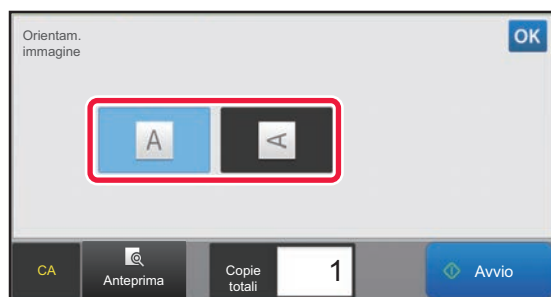 Orientam.
immagine
OK
A
A
CA
Anteprima
Copie
totali
1
Avvio